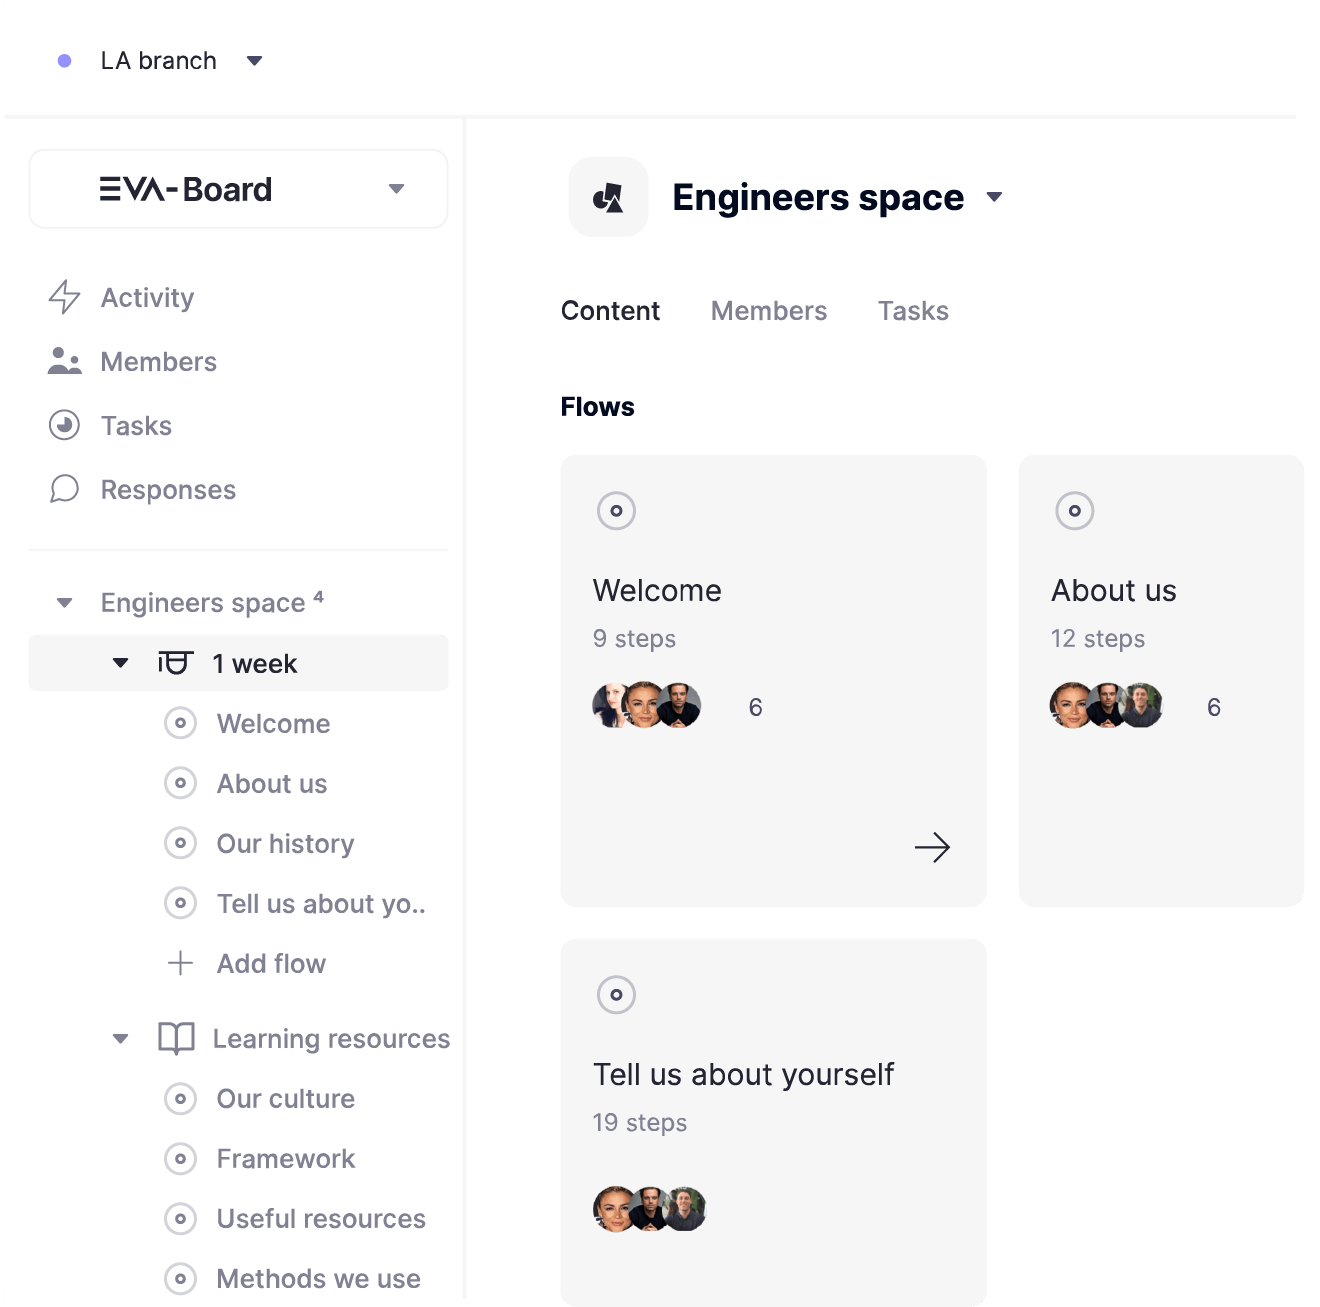 LA branch
EVA-Board
Activity
Members
Tasks
Responses
Engineers space 4
1 week
Welcome
About us
Our history
Tell us about yo..
Add flow
Learning resources
Our culture
Framework
Useful resources
Methods we use
Engineers space
Content Members Tasks
Flows
Welcome
9 steps
6
About us
12 steps
6
Tell us about yourself
19 steps